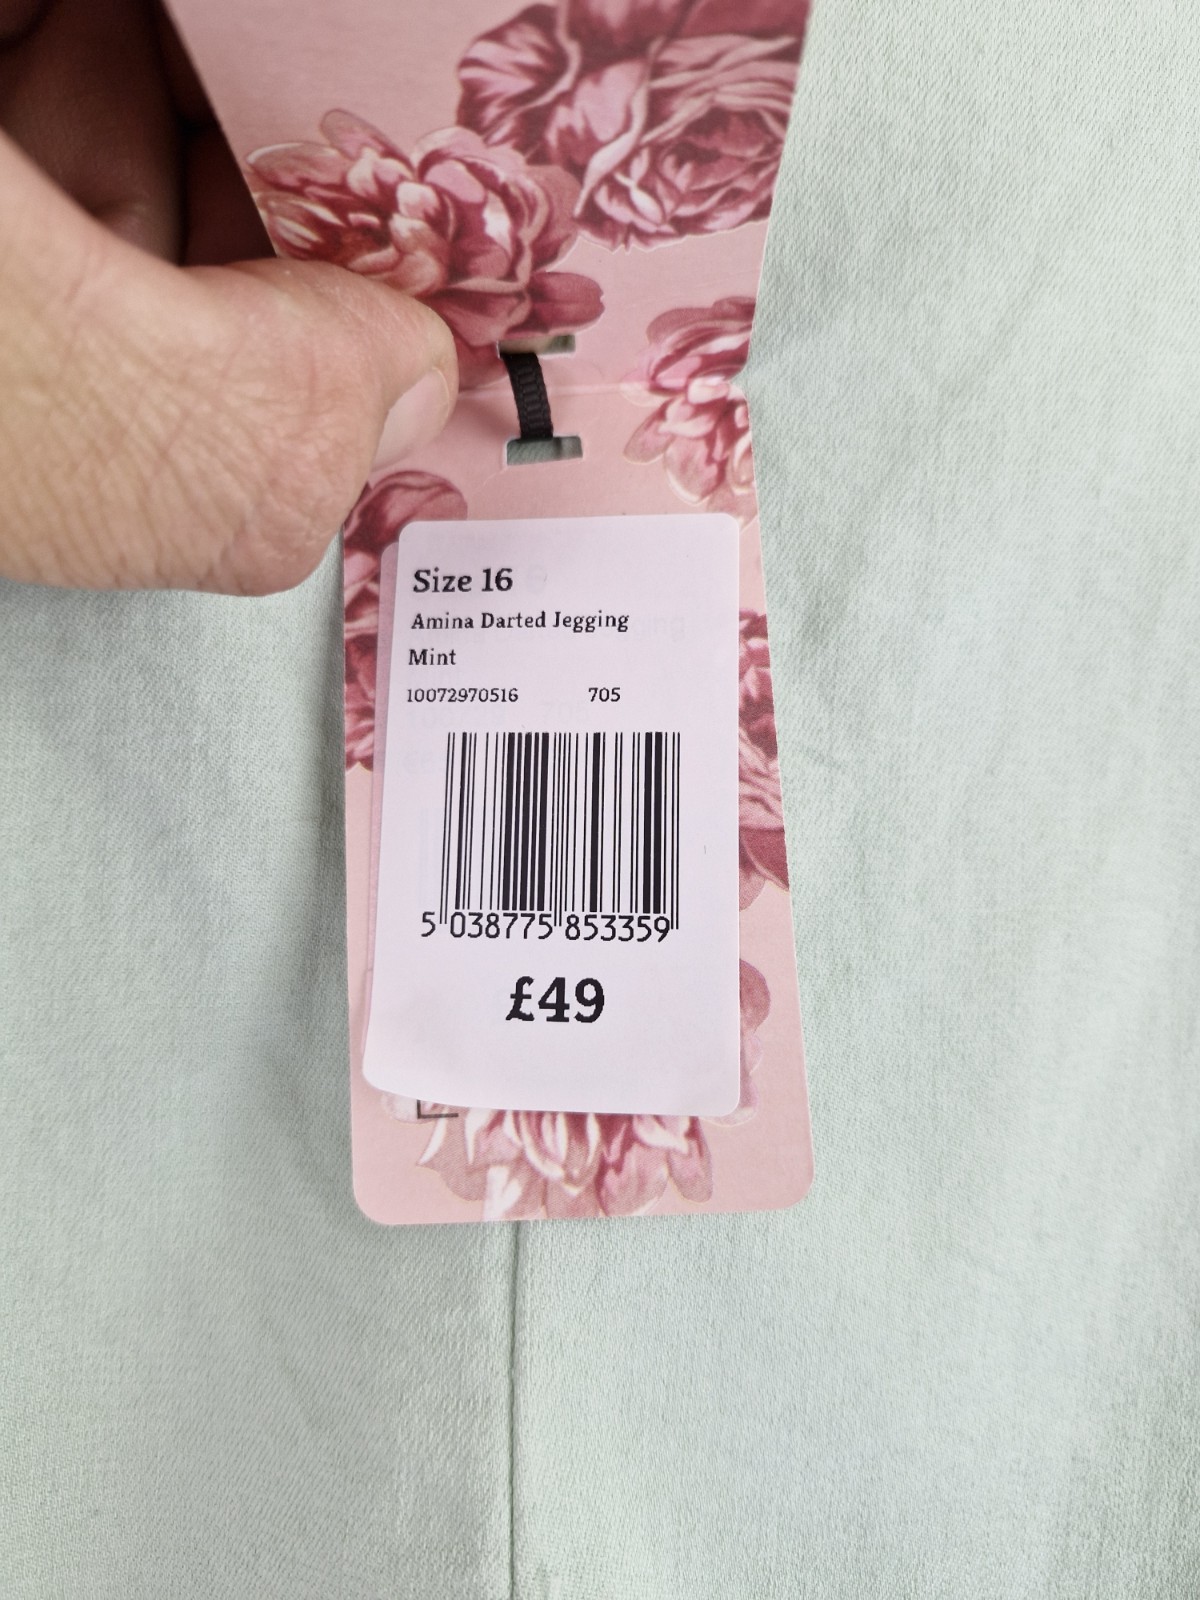 Size 16
Amina Darted Jegging
Mint
10072970516 705
5 038775 853359
£49